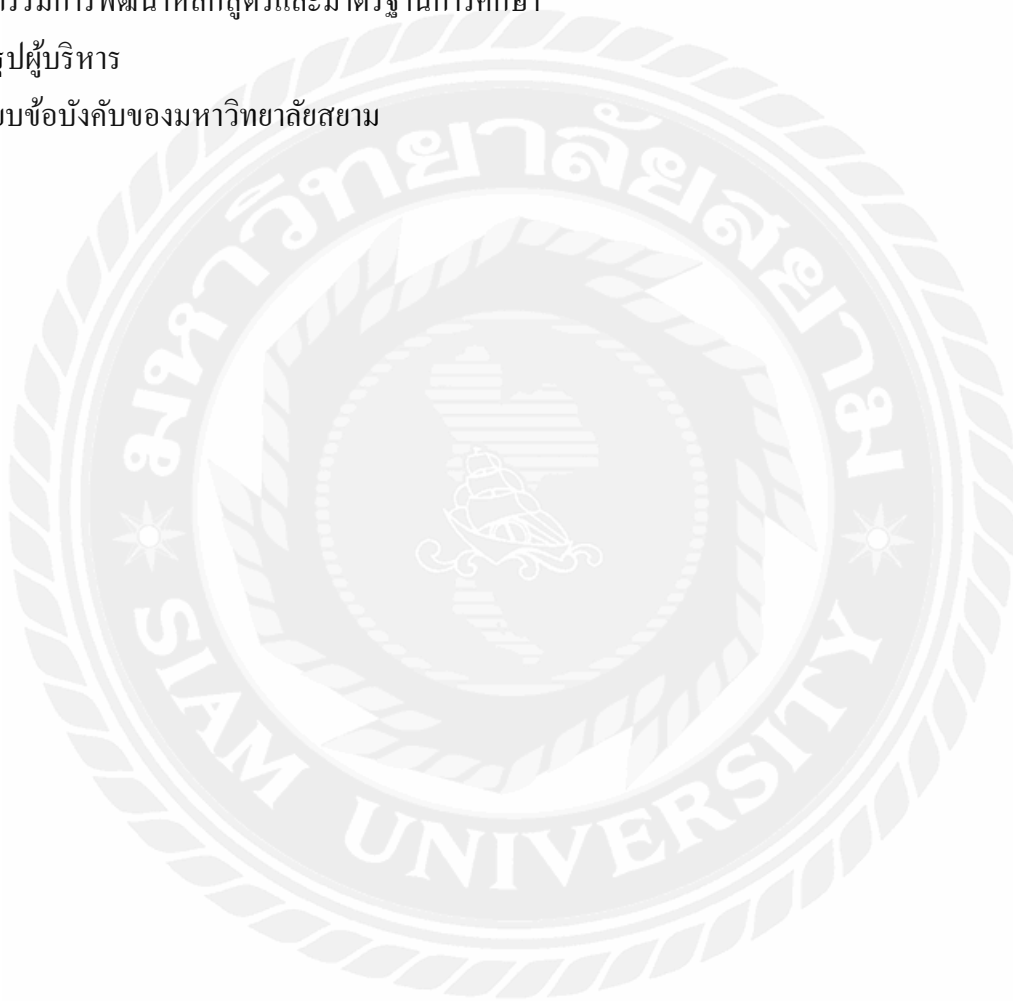 รรมการพัฒนาหลักสูตรและมาตรฐานการศึกษา
รุปผู้บริหาร
ยบข้อบังคับของมหาวิทยาลัยสยาม
มหาวิทยาลัยสยาม
SIAM UNIVERSITY